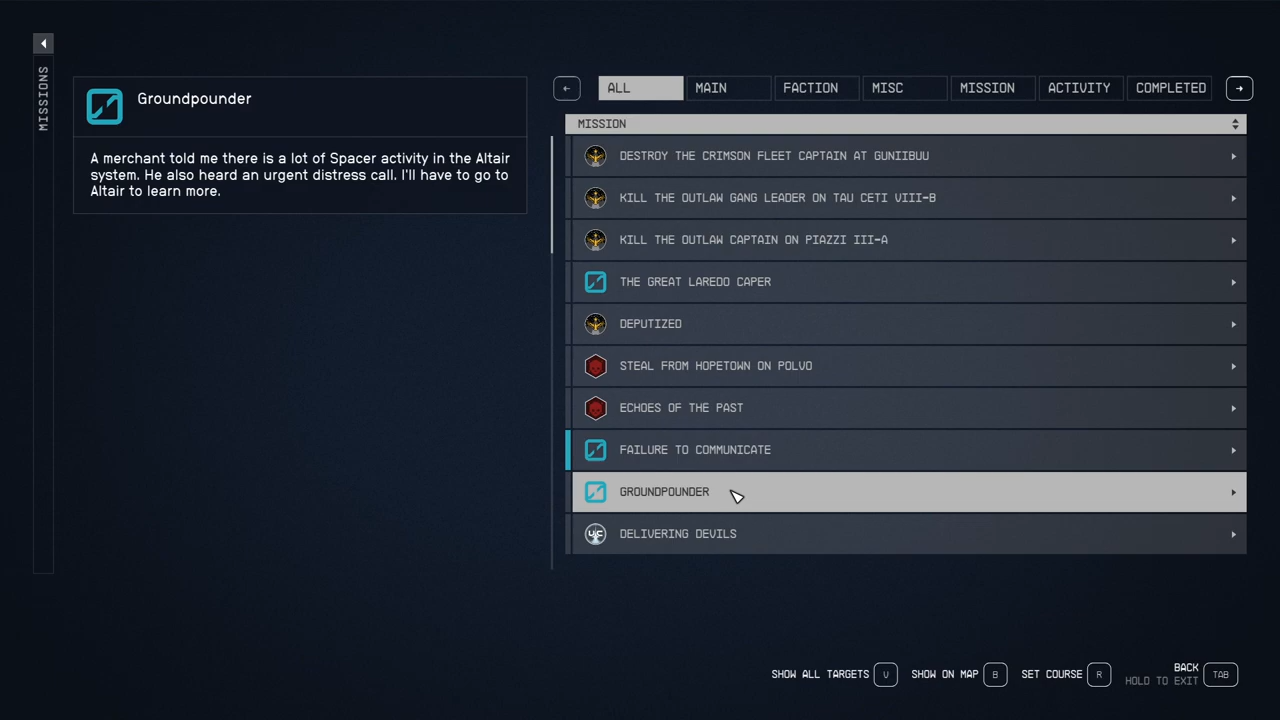 MISSIONS
Groundpounder
A merchant told me there is a lot of Spacer activity in the Altair
system. He also heard an urgent distress call. I'll have to go to
Altair to learn more.
ALL MAIN FACTION MISC MISSION ACTIVITY COMPLETED
MISSION
DESTROY THE CRIMSON FLEET CAPTAIN AT GUNIIBUU
KILL THE OUTLAW GANG LEADER ON TAU CETI VIII-B
KILL THE OUTLAW CAPTAIN ON PIAZZI III-A
THE GREAT LAREDO CAPER
DEPUTIZED
STEAL FROM HOPETOWN ON POLVO
ECHOES OF THE PAST
FAILURE TO COMMUNICATE
GROUNDPOUNDER
UC DELIVERING DEVILS
SHOW ALL TARGETS V SHOW ON MAP B SET COURSE R BACK
HOLD TO EXIT TAB